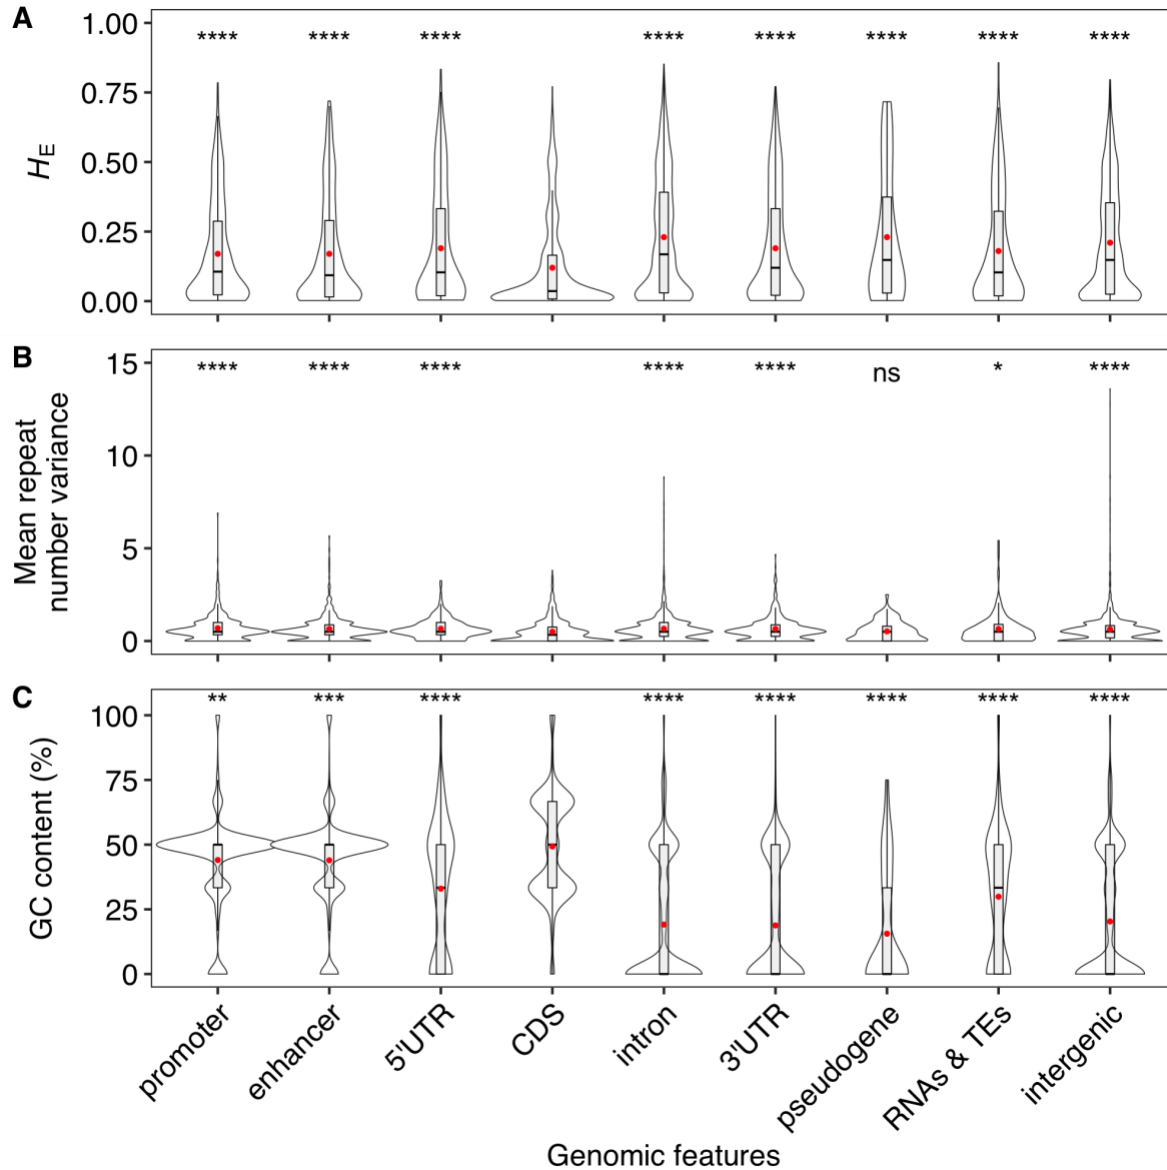 A
1.00
**** **** **** **** **** **** **** ****
0.75
0.50
0.25
0.00
HE
B
15
**** **** **** **** **** ns * ****
10
5
0
Mean repeat
number variance
C
** *** **** **** **** **** **** ****
100
75
50
25
0
GC content (%)
promoter
enhancer
5'UTR
CDS
intron
3'UTR
pseudogene
RNAs & TEs
intergenic
Genomic features